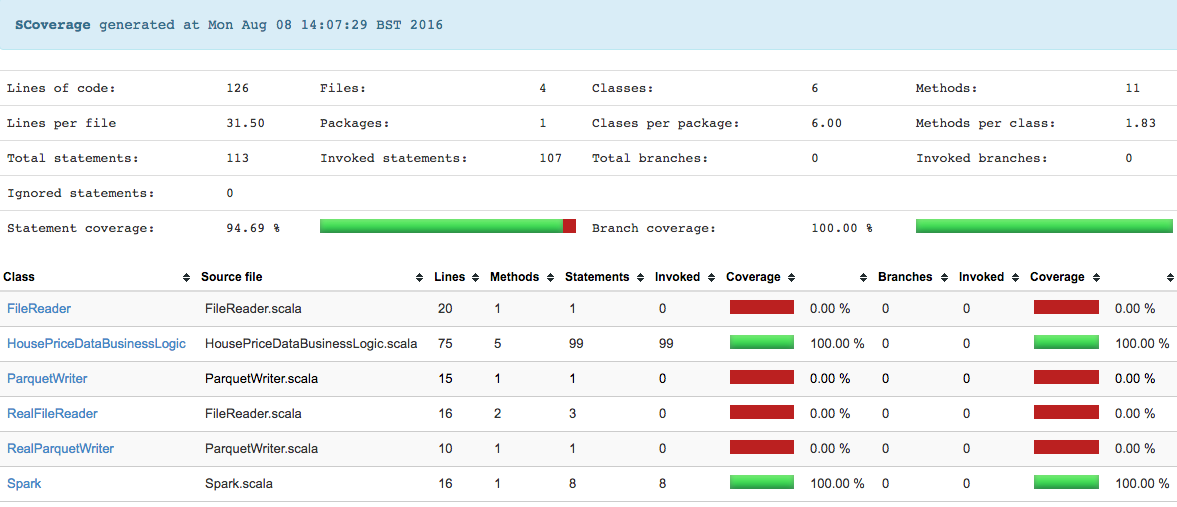 SCoverage generated at Mon Aug 08 14:07:29 BST 2016
Lines of code: 126 Files: 4 Classes: 6 Methods: 11
Lines per file 31.50 Packages: 1 Clases per package: 6.00 Methods per class: 1.83
Total statements: 113 Invoked statements: 107 Total branches: 0 Invoked branches: 0
Ignored statements: 0
Statement coverage: 94.69 % Branch coverage: 100.00 %
Class Source file Lines Methods Statements Invoked Coverage Branches Invoked Coverage
FileReader FileReader.scala 20 1 1 0 0.00 % 0 0 0.00 %
HousePriceDataBusinessLogic HousePriceDataBusinessLogic.scala 75 5 99 99 100.00 % 0 0 100.00 %
ParquetWriter ParquetWriter.scala 15 1 1 0 0.00 % 0 0 0.00 %
RealFileReader FileReader.scala 16 2 3 0 0.00 % 0 0 0.00 %
RealParquetWriter ParquetWriter.scala 10 1 1 0 0.00 % 0 0 0.00 %
Spark Spark.scala 16 1 8 8 100.00 % 0 0 100.00 %